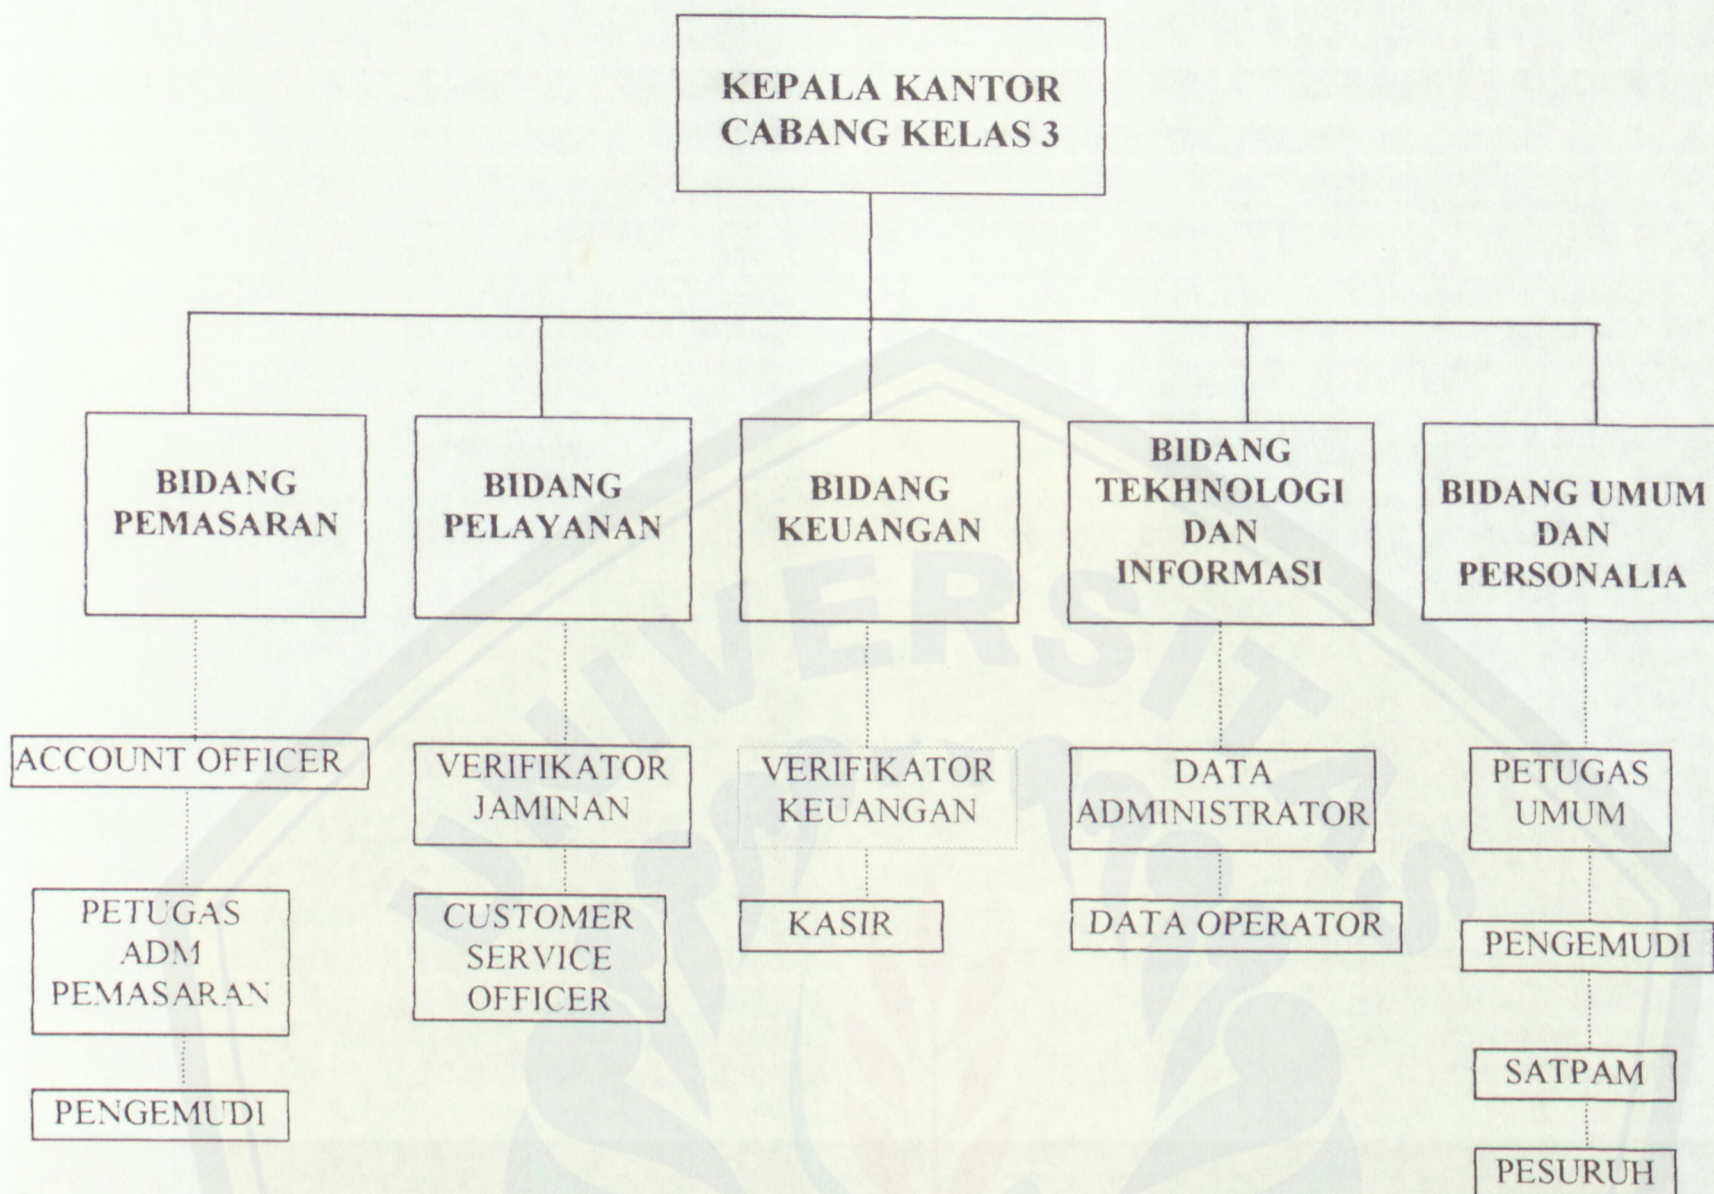 KEPALA KANTOR
CABANG KELAS 3
BIDANG
PEMASARAN
BIDANG
PELAYANAN
BIDANG
KEUANGAN
BIDANG
TEKHNOLOGI
DAN
INFORMASI
BIDANG UMUM
DAN
PERSONALIA
ACCOUNT OFFICER
VERIFIKATOR
JAMINAN
VERIFIKATOR
KEUANGAN
DATA
ADMINISTRATOR
PETUGAS
UMUM
PETUGAS
ADM
PEMASARAN
CUSTOMER
SERVICE
OFFICER
KASIR
DATA OPERATOR
PENGEMUDI
PENGEMUDI
SATPAM
PESURUH
UNIVERSITAS